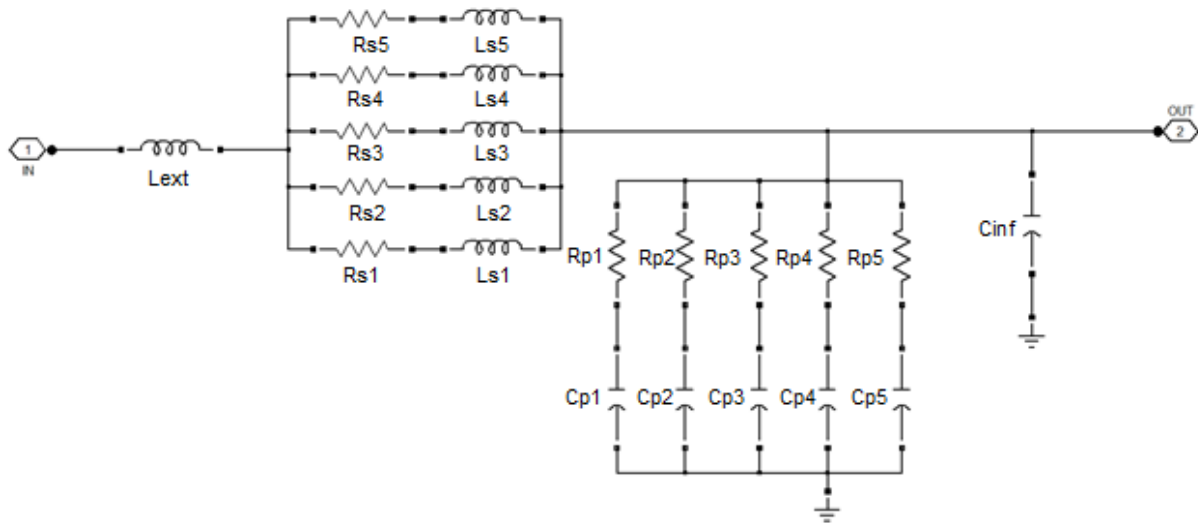 Rs5 Ls5
Rs4 Ls4
OUT
2
Rs3 Ls3
1
IN
Lext
Rs2 Ls2
Rs1 Ls1
Rp1 Rp2 Rp3 Rp4 Rp5
Cinf
Cp1 Cp2 Cp3 Cp4 Cp5